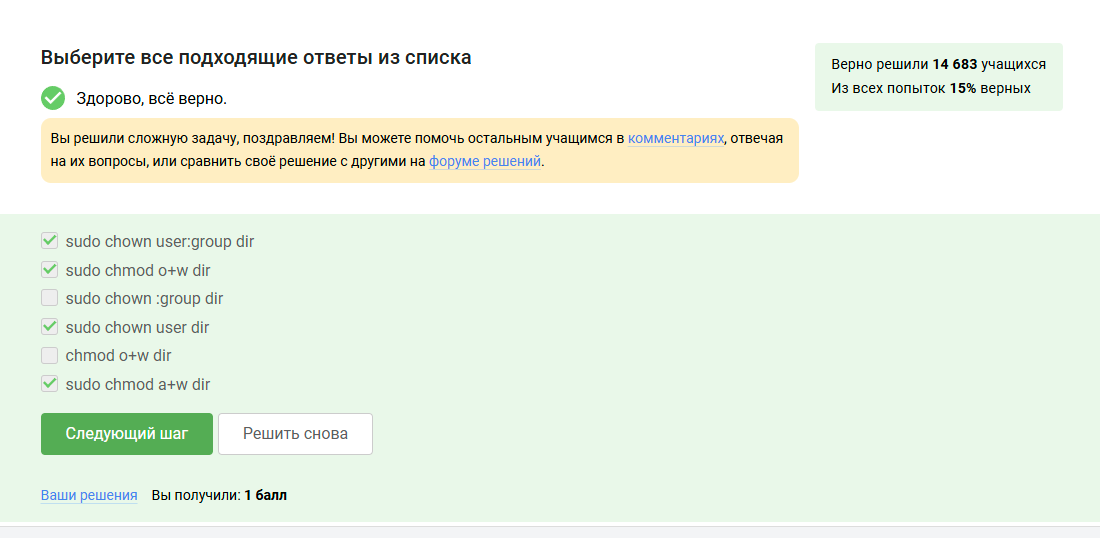 Выберите все подходящие ответы из списка
Верно решили 14 683 учащихся
Из всех попыток 15% верных
Здорово, всё верно.
Вы решили сложную задачу, поздравляем! Вы можете помочь остальным учащимся в комментариях, отвечая
на их вопросы, или сравнить своё решение с другими на форуме решений.
sudo chown user:group dir
sudo chmod o+w dir
sudo chown :group dir
sudo chown user dir
chmod o+w dir
sudo chmod a+w dir
Следующий шаг
Решить снова
Ваши решения Вы получили: 1 балл